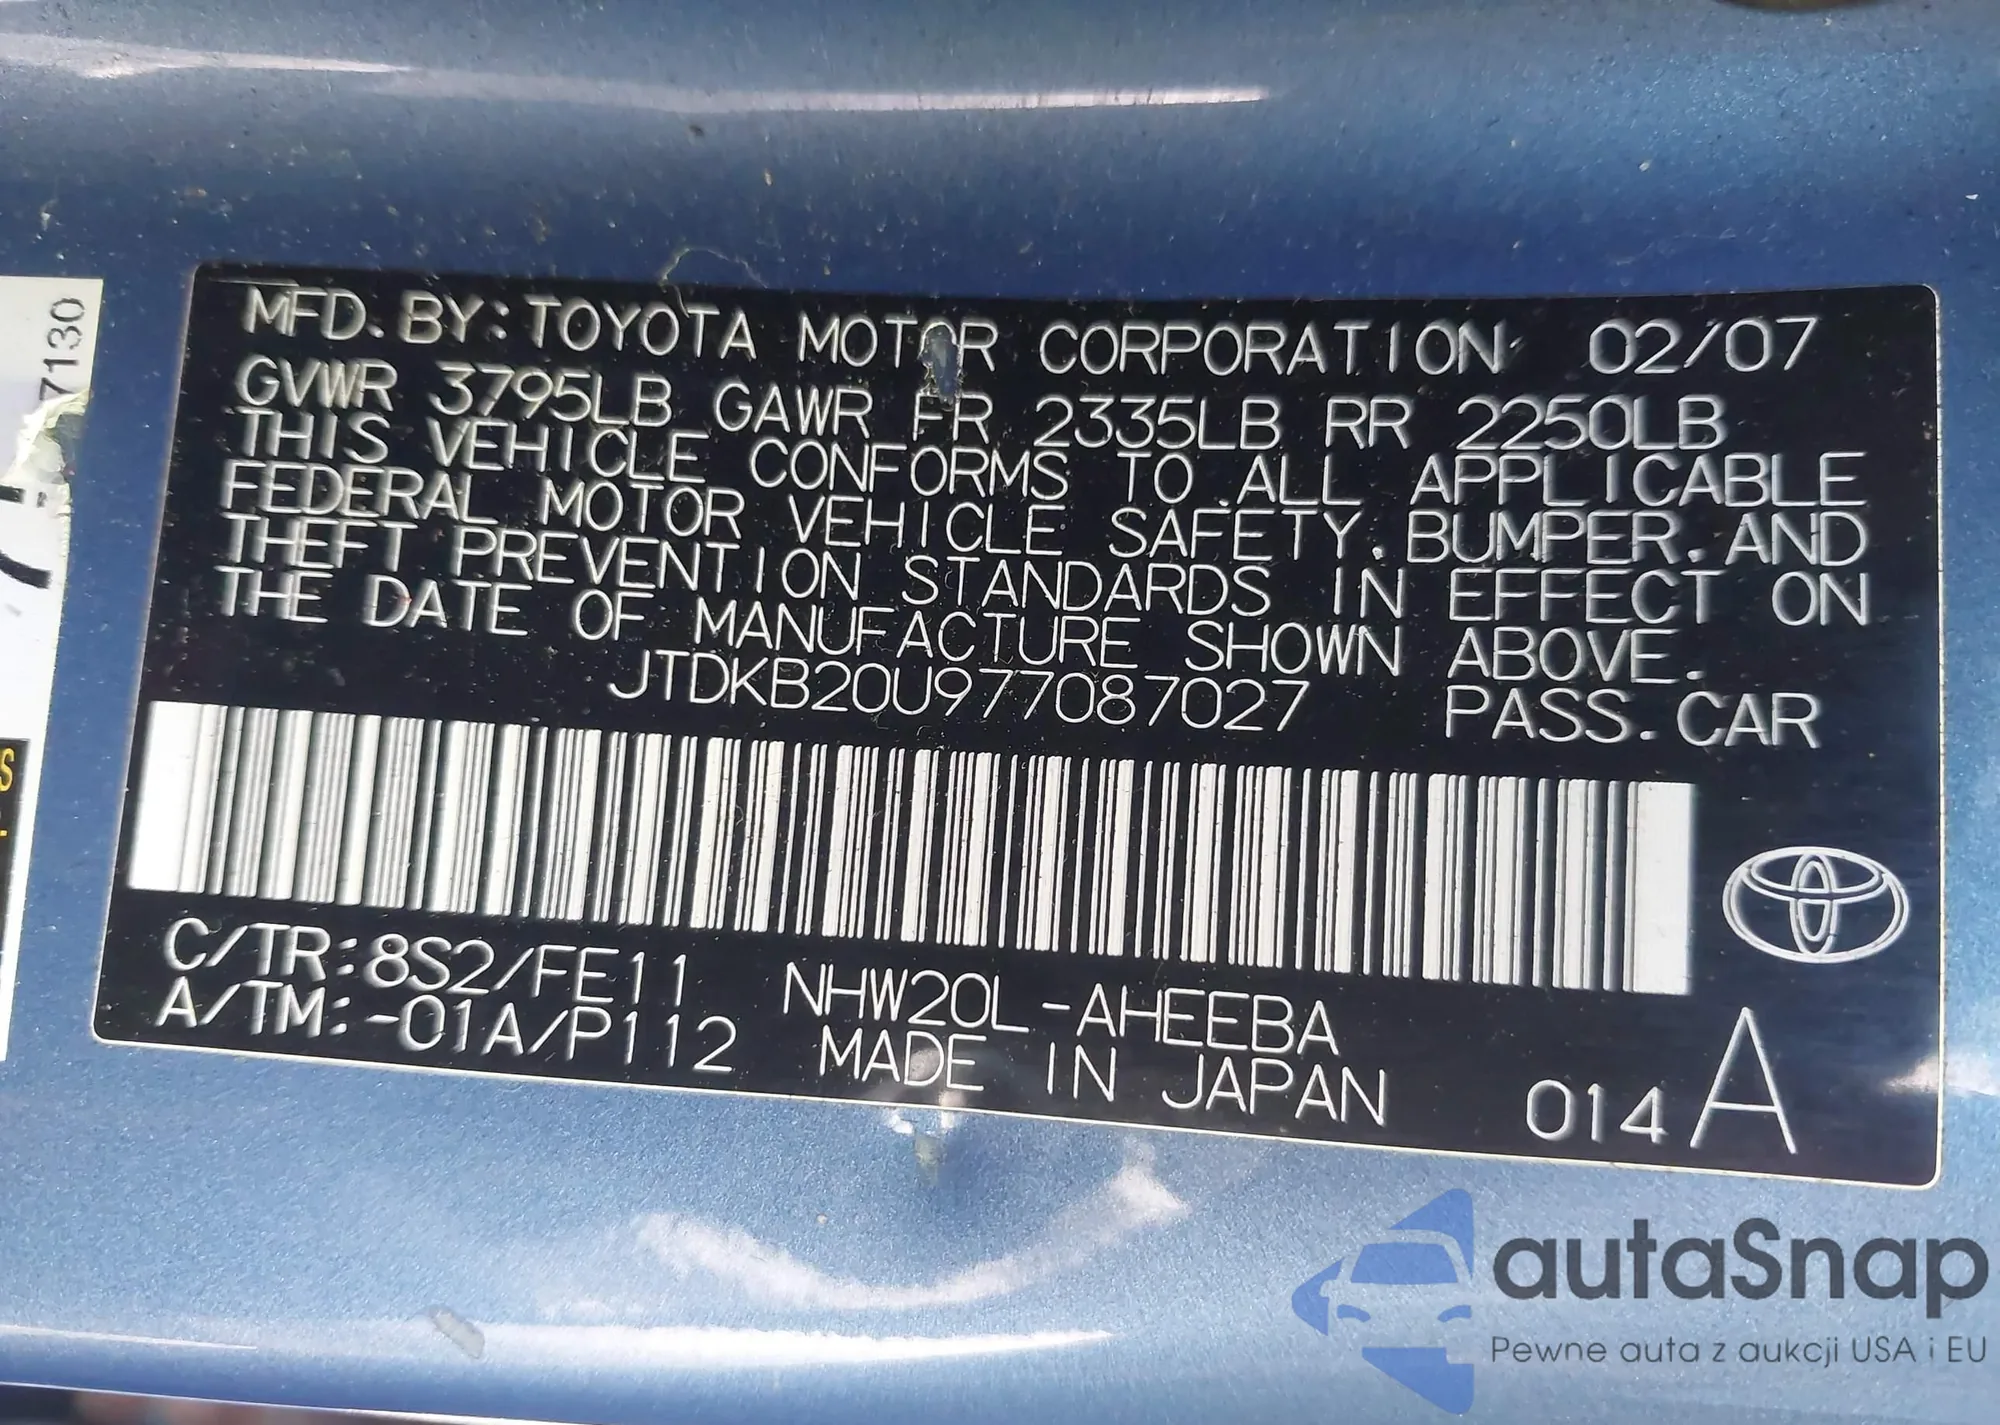 MFD. BY: TOYOTA MOTOR CORPORATION 02/07
GVWR 3795LB GAWR FR 2335LB RR 2250LB
THIS VEHICLE CONFORMS TO ALL APPLICABLE
FEDERAL MOTOR VEHICLE SAFETY, BUMPER, AND
THEFT PREVENTION STANDARDS IN EFFECT ON
THE DATE OF MANUFACTURE SHOWN ABOVE.
JTDKB20U977087027 PASS. CAR
C/TR: 8S2/FE11 NHW20L-AHEEBA
A/TM: -01A/P112 MADE IN JAPAN 014 A
7130
autaSnap
Pewne auta z aukcji USA i EU